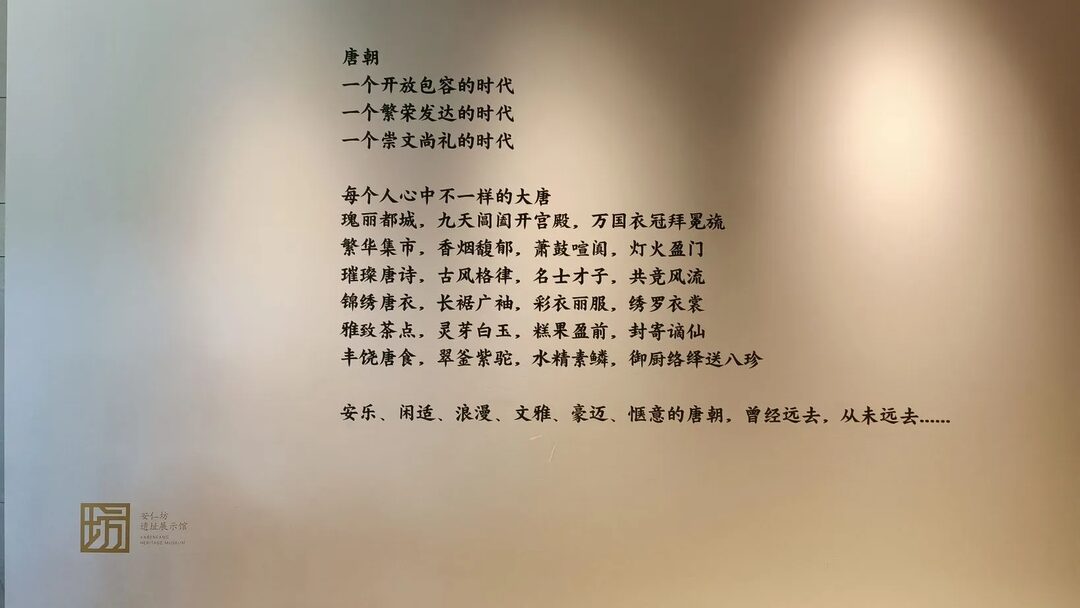 唐朝
一个开放包容的时代
一个繁荣发达的时代
一个崇文尚礼的时代
每个人心中不一样的大唐
瑰丽都城，九天阊阖开宫殿，万国衣冠拜冕旒
繁华集市，香烟馥郁，萧鼓喧阗，灯火盈门
璀璨唐诗，古风格律，名士才子，共竞风流
锦绣唐衣，长裾广袖，彩衣丽服，绣罗衣裳
雅致茶点，灵芽白玉，糕果盈前，封寄谪仙
丰饶唐食，翠釜紫驼，水精素鳞，御厨络绎送八珍
安乐、闲适、浪漫、文雅、豪迈、惬意的唐朝，曾经远去，从未远去......
坊
安仁坊
遗址展示馆
ANRENFANG
HERITAGE MUSEUM